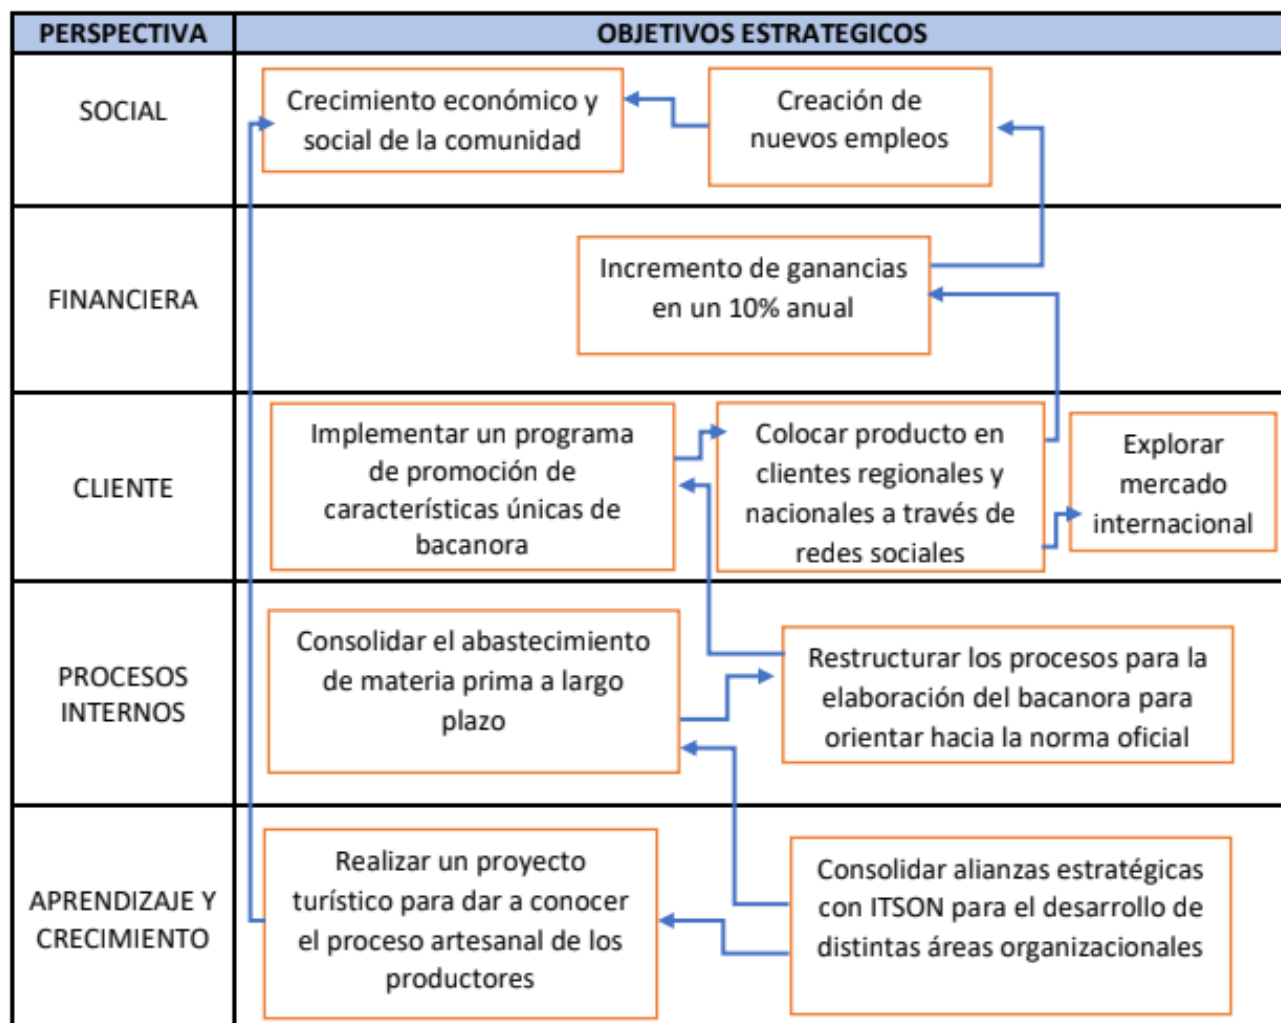 PERSPECTIVA
OBJETIVOS ESTRATEGICOS
SOCIAL
Crecimiento económico y
social de la comunidad
Creación de
nuevos empleos
FINANCIERA
Incremento de ganancias
en un 10% anual
CLIENTE
Implementar un programa
de promoción de
características únicas de
bacanora
Colocar producto en
clientes regionales y
nacionales a través de
redes sociales
Explorar
mercado
internacional
PROCESOS
INTERNOS
Consolidar el abastecimiento
de materia prima a largo
plazo
Restructurar los procesos para la
elaboración del bacanora para
orientar hacia la norma oficial
APRENDIZAJE Y
CRECIMIENTO
Realizar un proyecto
turístico para dar a conocer
el proceso artesanal de los
productores
Consolidar alianzas estratégicas
con ITSON para el desarrollo de
distintas áreas organizacionales